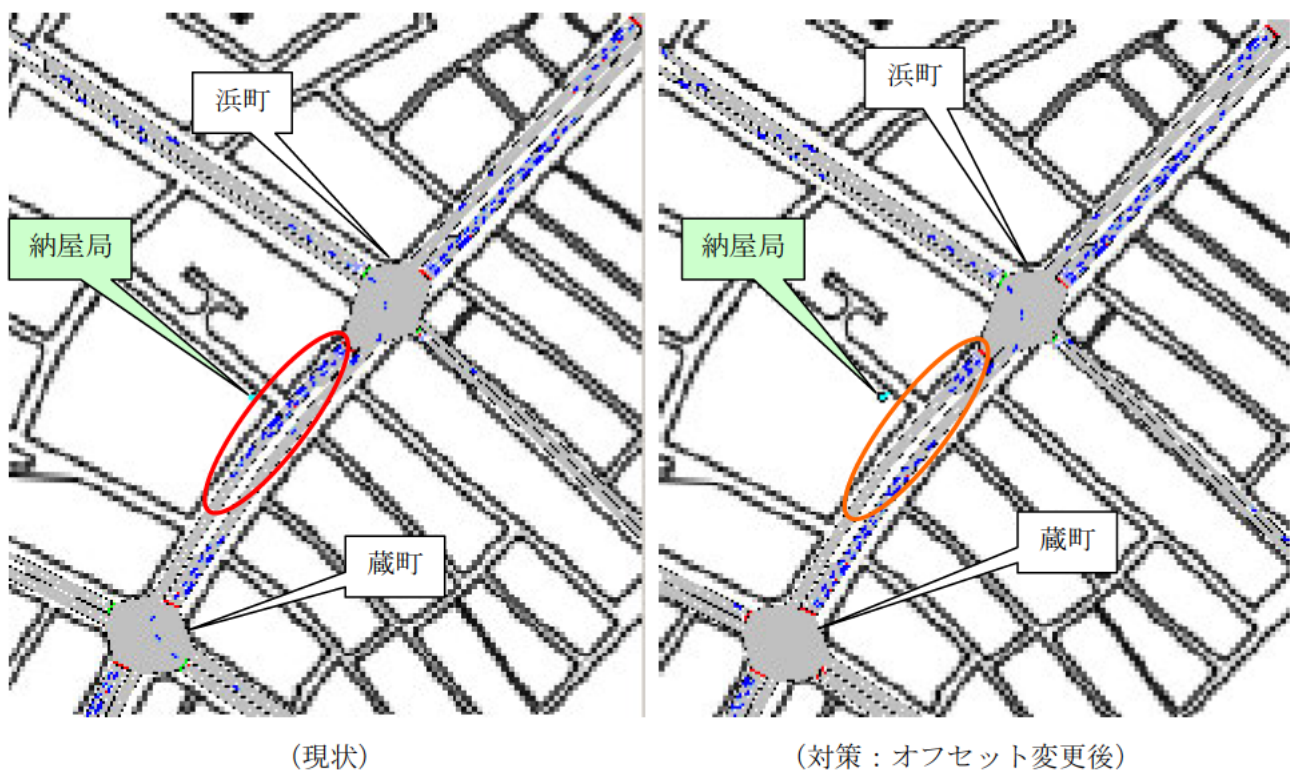 浜町
浜町
納屋局
納屋局
蔵町
蔵町
（現状）
（対策：オフセット変更後）